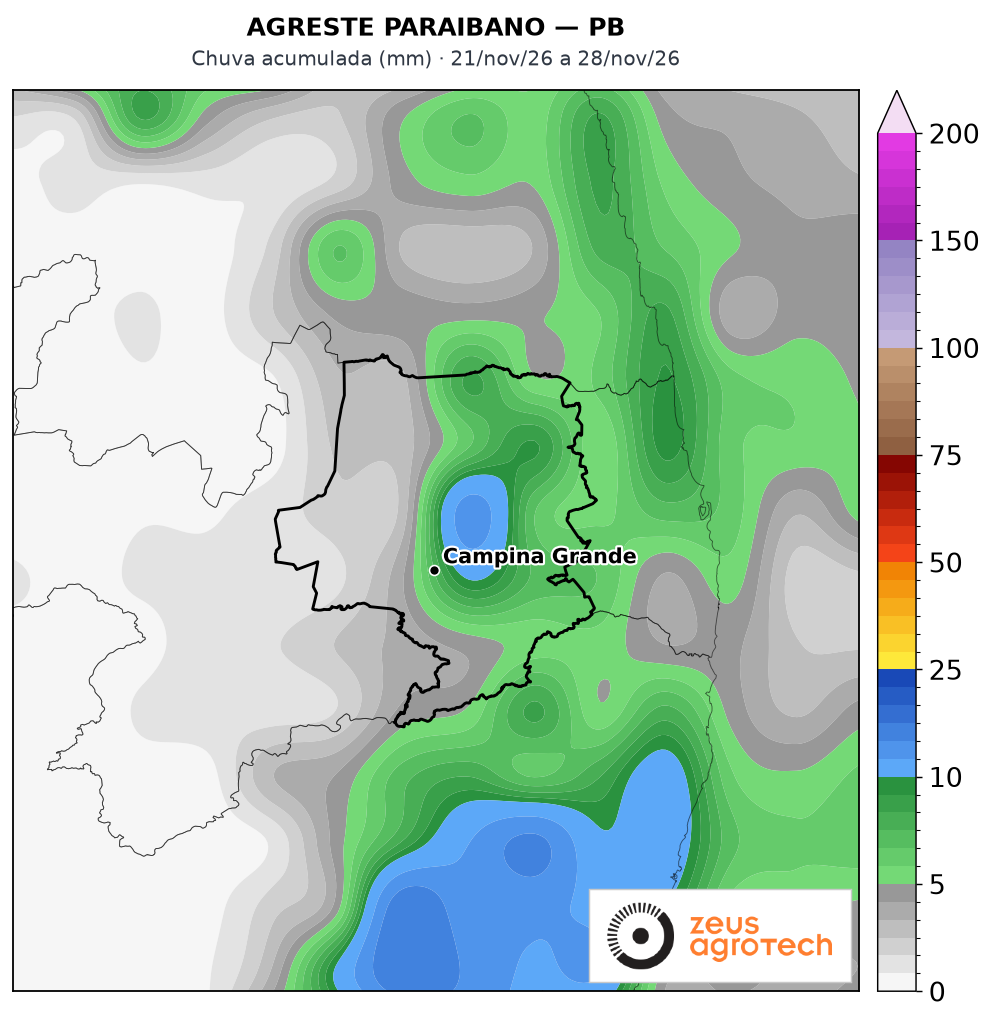 AGRESTE PARAIBANO — PB
Chuva acumulada (mm) · 21/nov/26 a 28/nov/26
200
150
100
75
50
25
10
5
0
Campina Grande
zeus
agrotech